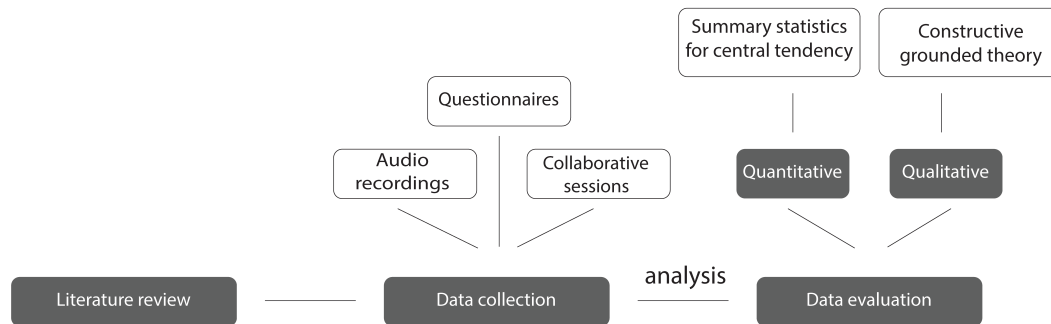 Summary statistics
for central tendency
Constructive
grounded theory
Questionnaires
Audio
recordings
Collaborative
sessions
Quantitative
Qualitative
analysis
Literature review
Data collection
Data evaluation